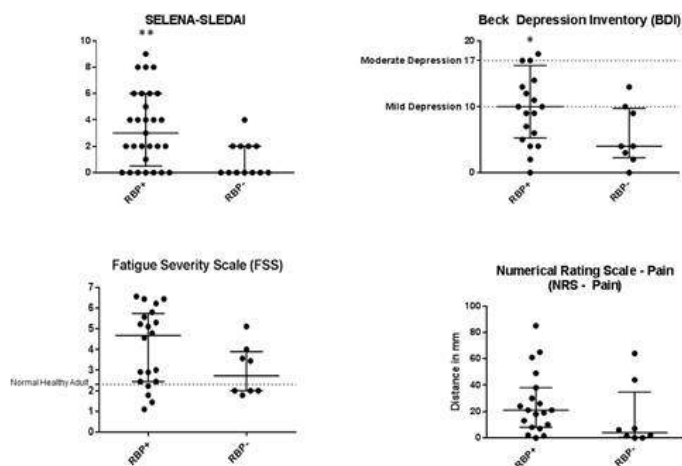 SELENA-SLEDAI
**
10
8
6
4
2
0
RBP+
RBP-
Beck Depression Inventory (BDI)
*
20
Moderate Depression 17
Mild Depression 10
0
RBP+
RBP-
Fatigue Severity Scale (FSS)
7
6
5
4
3
Normal Healthy Adult
2
1
0
RBP+
RBP-
Numerical Rating Scale - Pain
(NRS - Pain)
Distance in mm
100
80
60
40
20
0
RBP+
RBP-